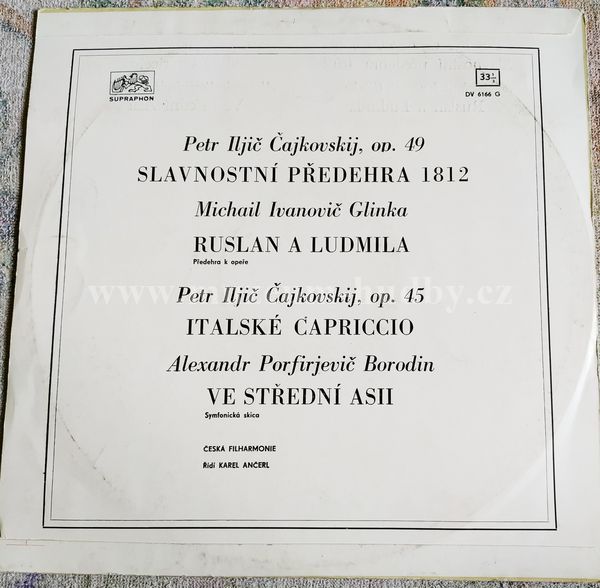 SUPRAPHON
33 1/3
DV 6166 G
Petr Iljič Čajkovskij, op. 49
SLAVNOSTNÍ PŘEDEHRA 1812
Michail Ivanovič Glinka
RUSLAN A LUDMILA
Předehra k opeře
Petr Iljič Čajkovskij, op. 45
ITALSKÉ CAPRICCIO
Alexandr Porfirjevič Borodin
VE STŘEDNÍ ASII
Symfonická skica
ČESKÁ FILHARMONIE
Řídí KAREL ANČERL